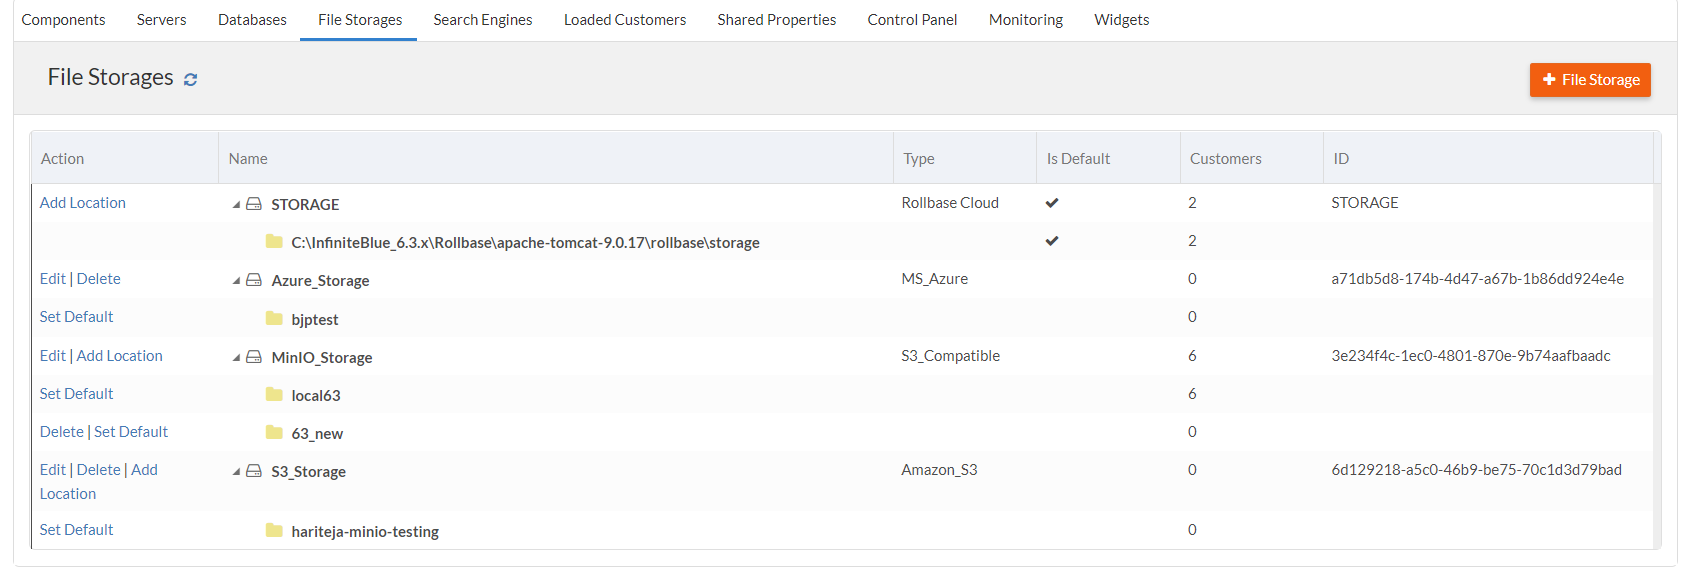 Components Servers Databases File Storages Search Engines Loaded Customers Shared Properties Control Panel Monitoring Widgets
File Storages
File Storage
Action Name Type Is Default Customers ID
Add Location STORAGE Rollbase Cloud 2 STORAGE
C:\InfiniteBlue_6.3.x\Rollbase\apache-tomcat-9.0.17\rollbase\storage 2
Edit | Delete Azure_Storage MS_Azure 0 a71db5d8-174b-4d47-a67b-1b86dd924e4e
Set Default bjptest 0
Edit | Add Location MinIO_Storage S3_Compatible 6 3e234f4c-1ec0-4801-870e-9b74aafbaadc
Set Default local63 6
Delete | Set Default 63_new 0
Edit | Delete | Add S3_Storage Amazon_S3 0 6d129218-a5c0-46b9-be75-70c1d3d79bad
Location
Set Default hariteja-minio-testing 0